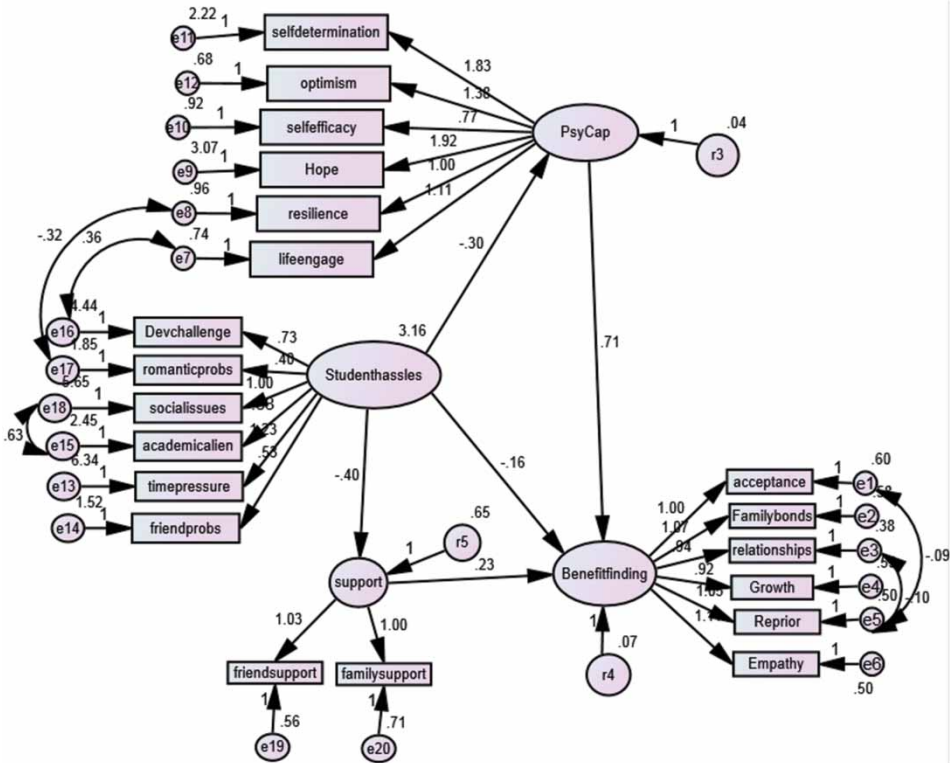 2.22
e11 1 selfdetermination
.68
e12 1 optimism
.92
e10 1 selfefficacy
3.07
e9 1 Hope
.96
e8 1 resilience
.74
e7 1 lifeengage
1.83
1.38
.77
1.92
1.00
1.11
PsyCap
1
.04
r3
-.32
.36
-.30
4.44
e16 1 Devchallenge
1.85
e17 1 romanticprobs
5.65
e18 1 socialissues
2.45
e15 1 academicalien
6.34
e13 1 timepressure
1.52
e14 1 friendprobs
.63
.73
.40
1.00
.53
3.16
Studenthassles
.71
-.40
-.16
.65
r5
1
support
.23
Benefitfinding
1
.07
r4
1.03
1.00
friendsupport
familysupport
1 .56
e19
1 .71
e20
1.00
1.07
.94
.92
acceptance 1 e1 .60
Familybonds 1 e2
relationships 1 e3 .38
Growth 1 e4
Reprior 1 e5 .50
Empathy 1 e6
.50
-.09
-.10